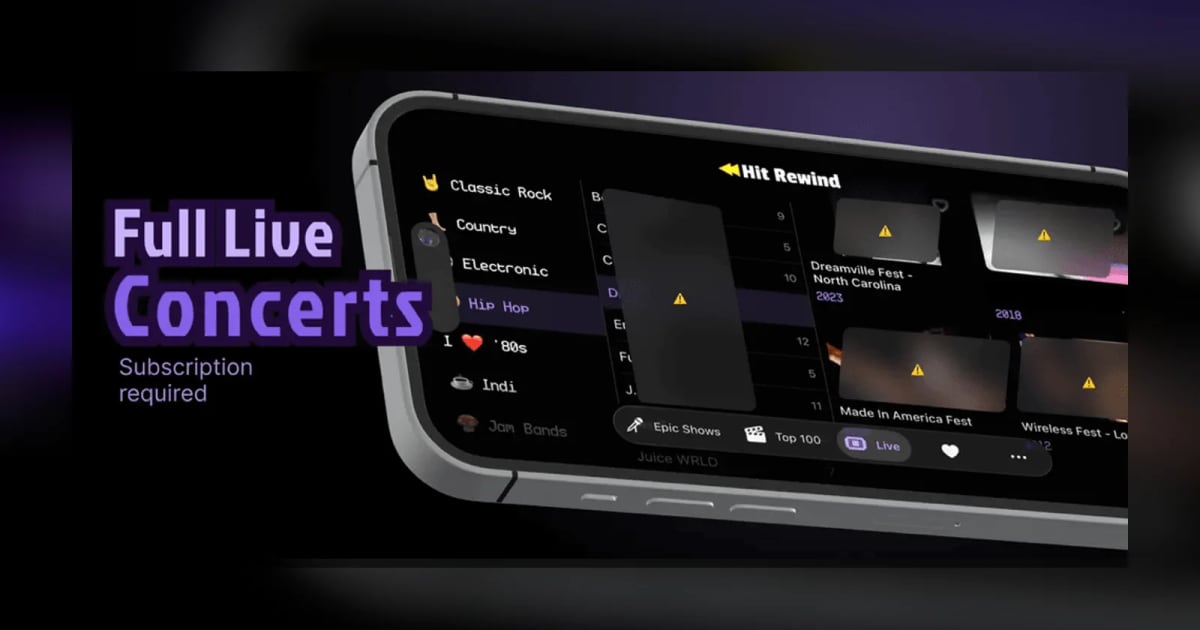 Full Live
Concerts
Subscription
required
Hit Rewind
Classic Rock
Country
Electronic
Hip Hop
I ❤️ '80s
Indi
Jam Bands
9
5
10
12
5
11
7
Juice WRLD
Dreamville Fest -
North Carolina
2023
2018
Made In America Fest
Wireless Fest - Lo
Epic Shows
Top 100
Live